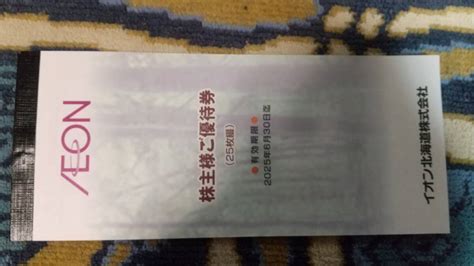 ÆON
株主様ご優待券
(25枚綴)
●有効期限●
2025年6月30日迄
イオン北海道株式会社